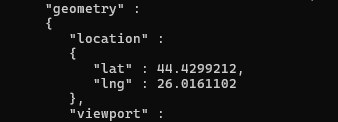 "geometry" :
{
"location" :
{
"lat" : 44.4299212,
"lng" : 26.0161102
},
"viewport" :